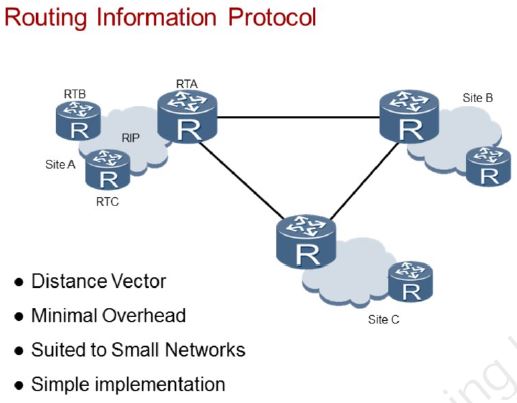 Routing Information Protocol
RTA
RTB
Site B
R
R
R
RIP
Site A
R
R
RTC
R
R
Site C
● Distance Vector
● Minimal Overhead
● Suited to Small Networks
● Simple implementation